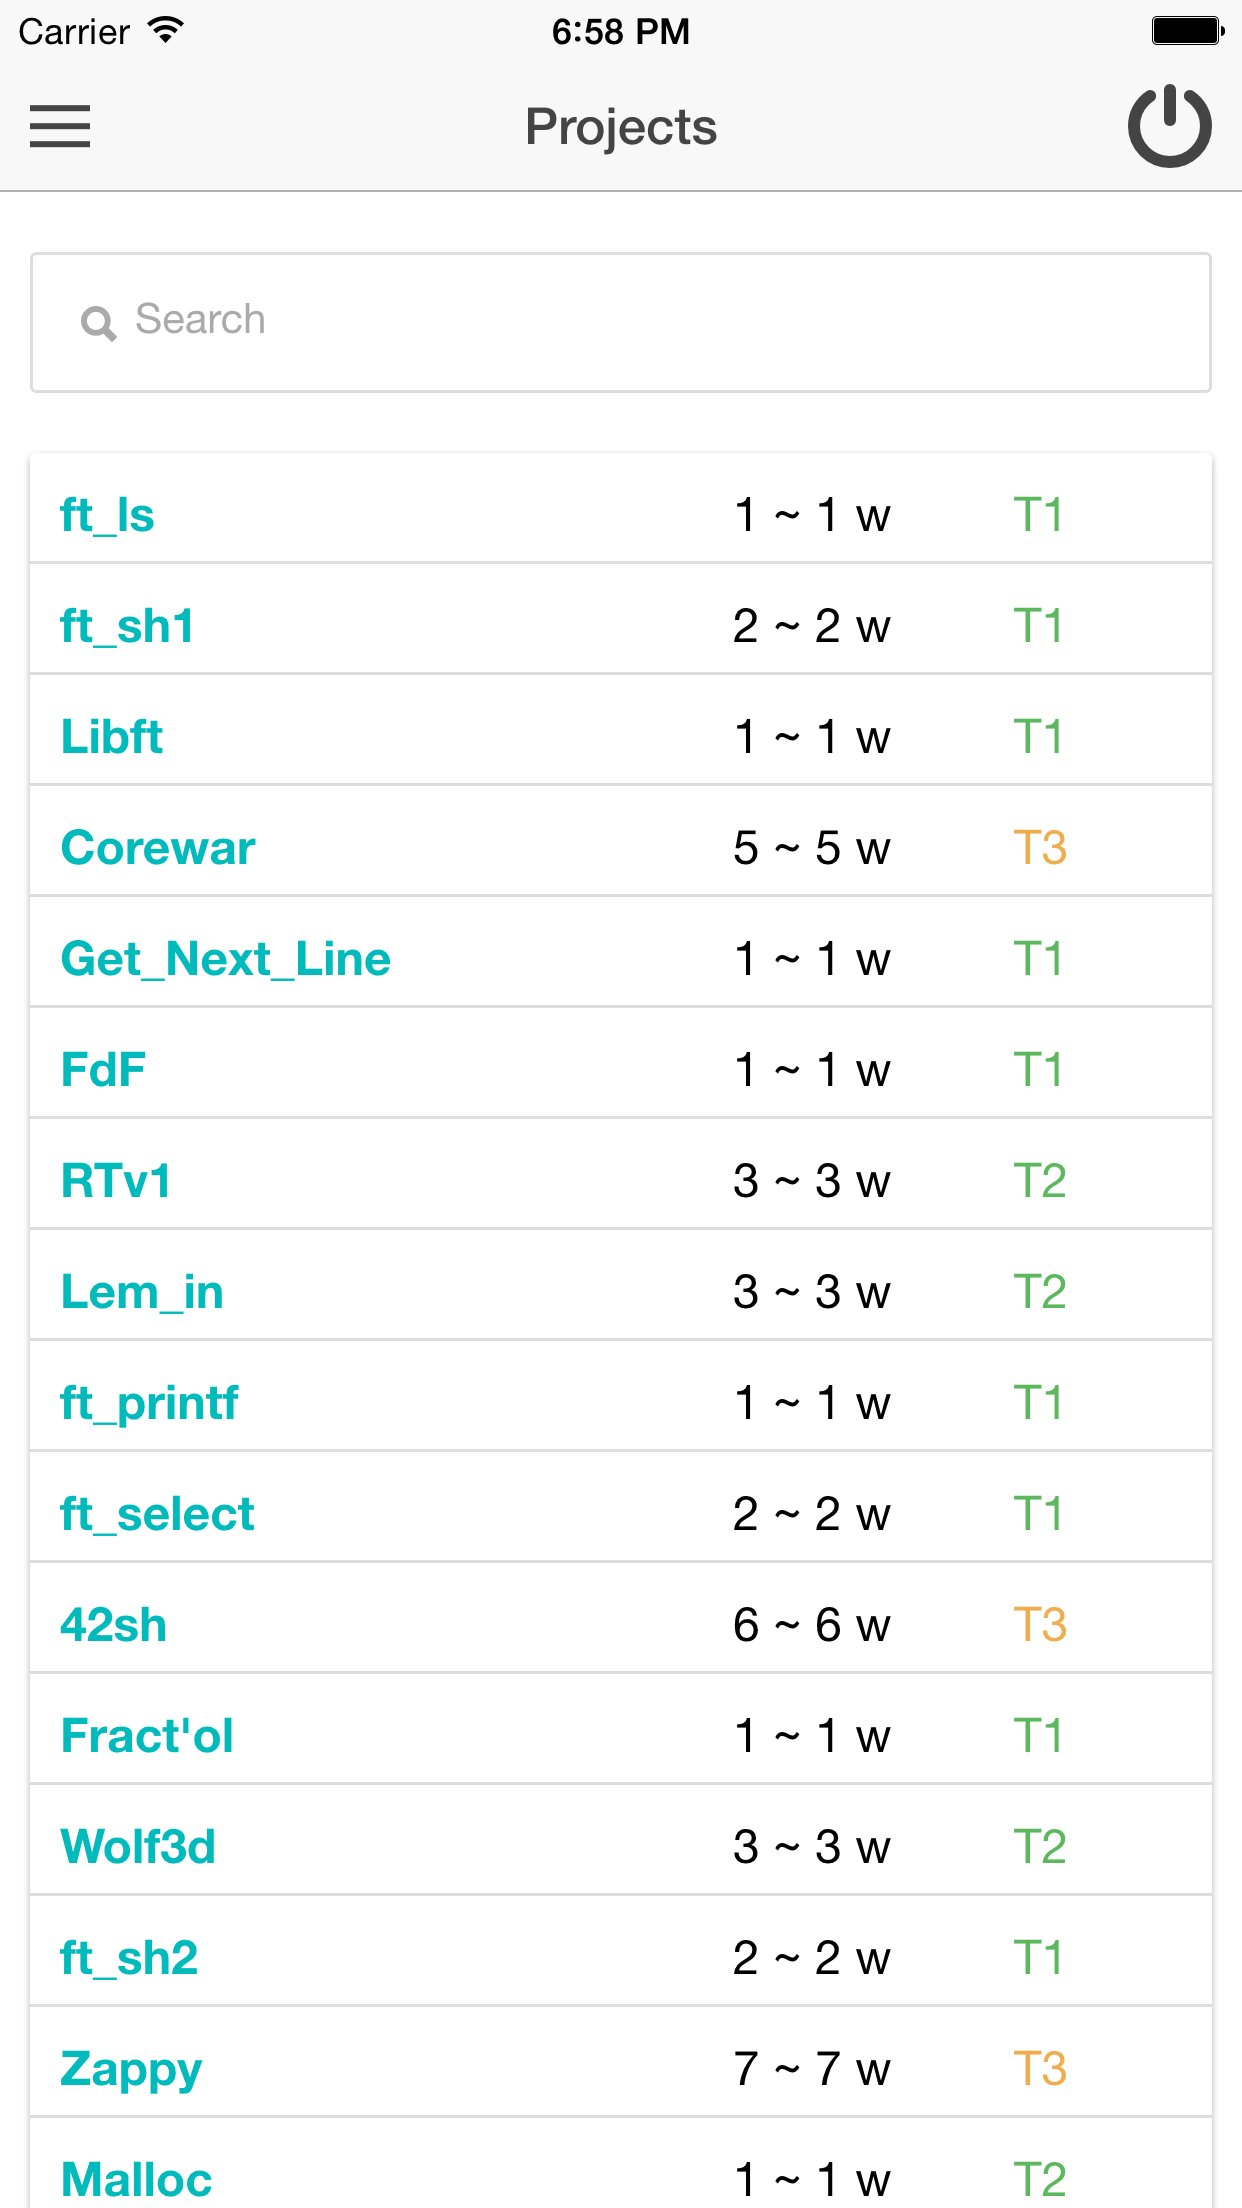 Carrier 6:58 PM
Projects
Search
ft_ls 1 ~ 1 w T1
ft_sh1 2 ~ 2 w T1
Libft 1 ~ 1 w T1
Corewar 5 ~ 5 w T3
Get_Next_Line 1 ~ 1 w T1
FdF 1 ~ 1 w T1
RTv1 3 ~ 3 w T2
Lem_in 3 ~ 3 w T2
ft_printf 1 ~ 1 w T1
ft_select 2 ~ 2 w T1
42sh 6 ~ 6 w T3
Fract'ol 1 ~ 1 w T1
Wolf3d 3 ~ 3 w T2
ft_sh2 2 ~ 2 w T1
Zappy 7 ~ 7 w T3
Malloc 1 ~ 1 w T2